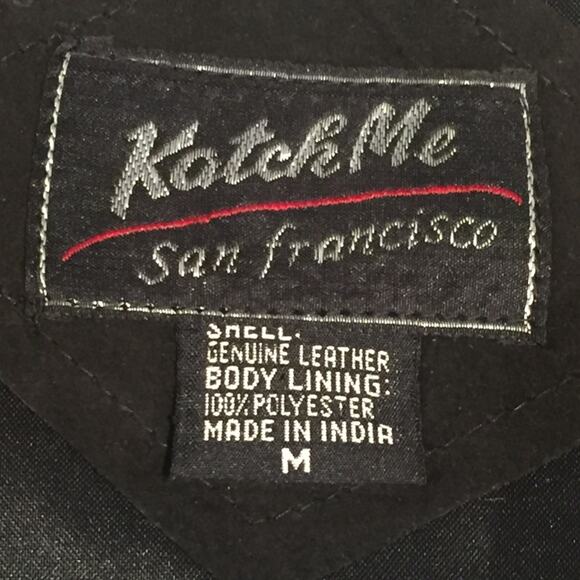 KotchMe
San francisco
SHELL:
GENUINE LEATHER
BODY LINING:
100% POLYESTER
MADE IN INDIA
M